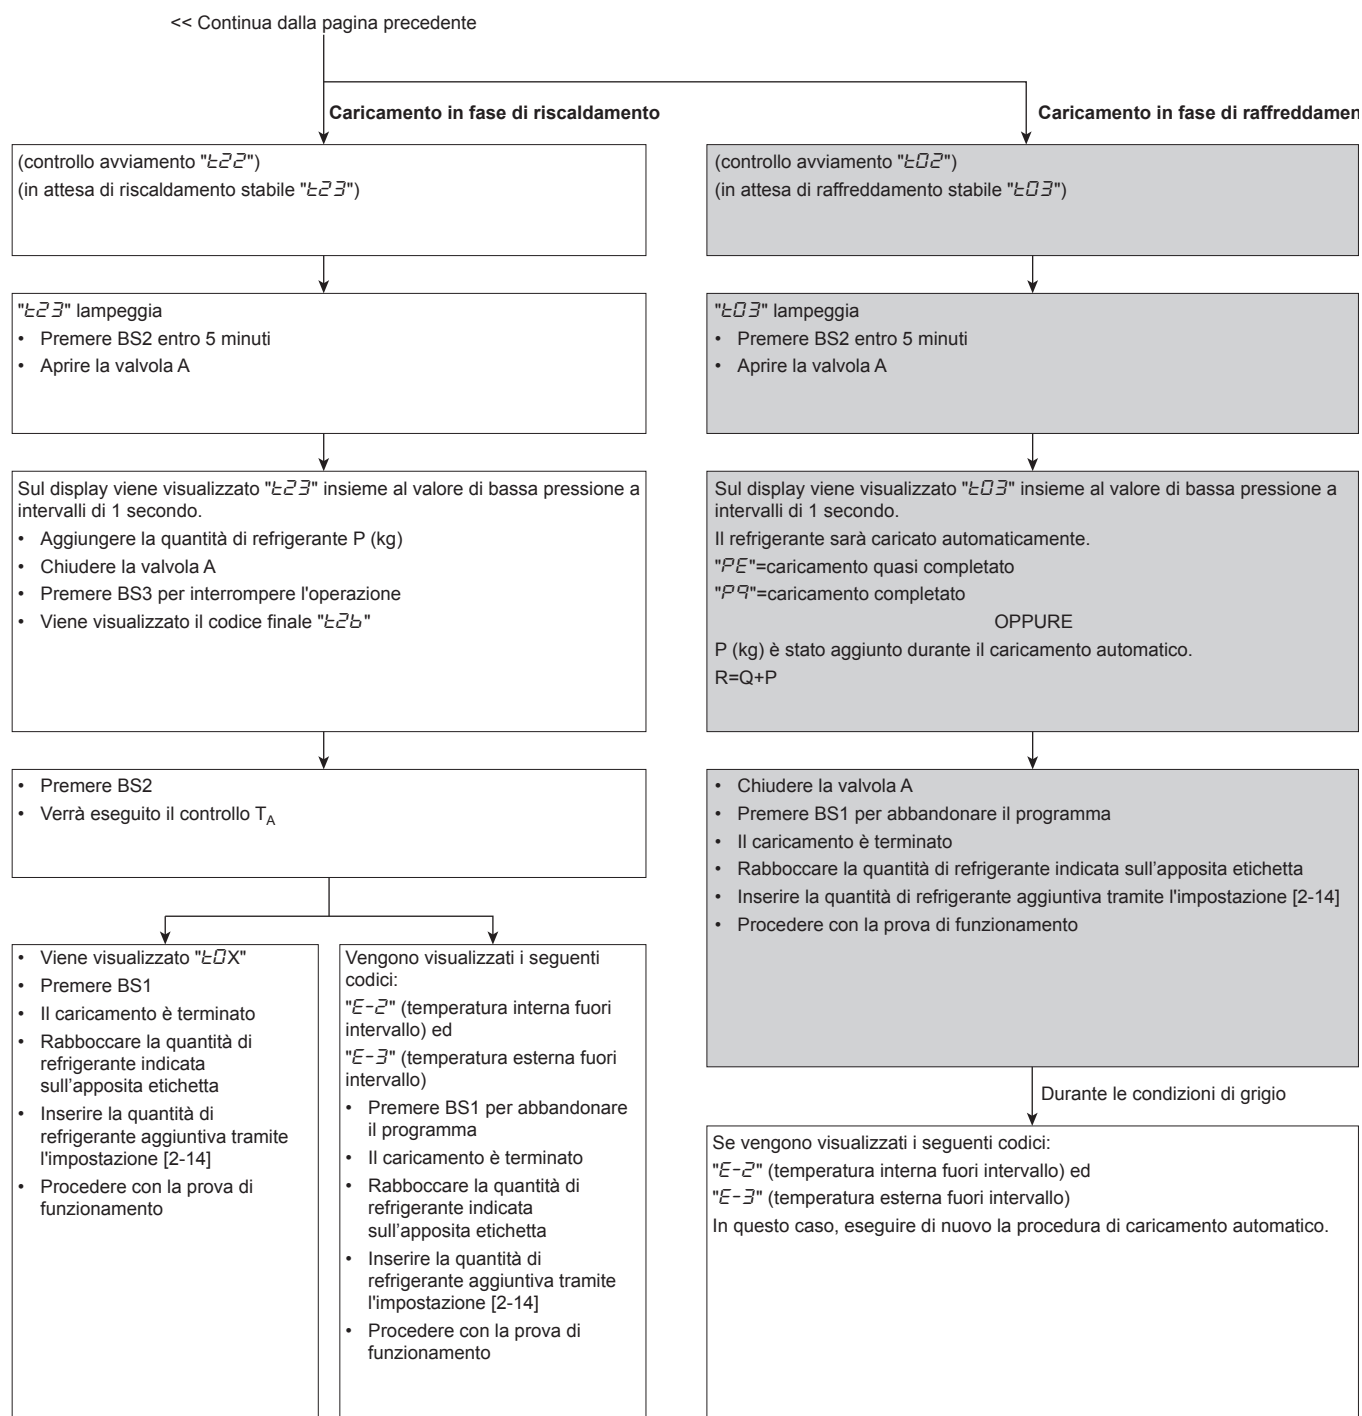 << Continua dalla pagina precedente
Caricamento in fase di riscaldamento
(controllo avviamento "t22")
(in attesa di riscaldamento stabile "t23")
"t23" lampeggia
• Premere BS2 entro 5 minuti
• Aprire la valvola A
Sul display viene visualizzato "t23" insieme al valore di bassa pressione a
intervalli di 1 secondo.
• Aggiungere la quantità di refrigerante P (kg)
• Chiudere la valvola A
• Premere BS3 per interrompere l'operazione
• Viene visualizzato il codice finale "t2b"
• Premere BS2
• Verrà eseguito il controllo TA
• Viene visualizzato "t0X"
• Premere BS1
• Il caricamento è terminato
• Rabboccare la quantità di
refrigerante indicata
sull’apposita etichetta
• Inserire la quantità di
refrigerante aggiuntiva tramite
l'impostazione [2-14]
• Procedere con la prova di
funzionamento
Vengono visualizzati i seguenti
codici:
"E-2" (temperatura interna fuori
intervallo) ed
"E-3" (temperatura esterna fuori
intervallo)
• Premere BS1 per abbandonare
il programma
• Il caricamento è terminato
• Rabboccare la quantità di
refrigerante indicata
sull’apposita etichetta
• Inserire la quantità di
refrigerante aggiuntiva tramite
l'impostazione [2-14]
• Procedere con la prova di
funzionamento
Caricamento in fase di raffreddamen
(controllo avviamento "t02")
(in attesa di raffreddamento stabile "t03")
"t03" lampeggia
• Premere BS2 entro 5 minuti
• Aprire la valvola A
Sul display viene visualizzato "t03" insieme al valore di bassa pressione a
intervalli di 1 secondo.
Il refrigerante sarà caricato automaticamente.
"PE"=caricamento quasi completato
"P9"=caricamento completato
OPPURE
P (kg) è stato aggiunto durante il caricamento automatico.
R=Q+P
• Chiudere la valvola A
• Premere BS1 per abbandonare il programma
• Il caricamento è terminato
• Rabboccare la quantità di refrigerante indicata sull’apposita etichetta
• Inserire la quantità di refrigerante aggiuntiva tramite l'impostazione [2-14]
• Procedere con la prova di funzionamento
Durante le condizioni di grigio
Se vengono visualizzati i seguenti codici:
"E-2" (temperatura interna fuori intervallo) ed
"E-3" (temperatura esterna fuori intervallo)
In questo caso, eseguire di nuovo la procedura di caricamento automatico.